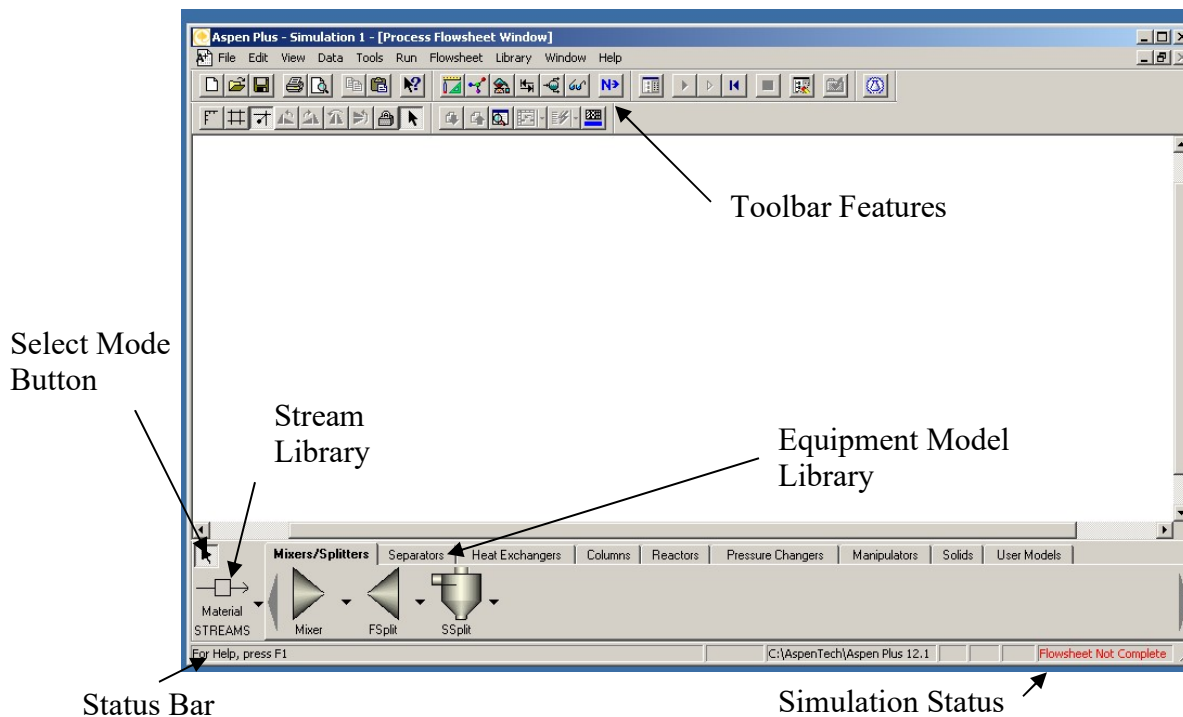 Aspen Plus - Simulation 1 - [Process Flowsheet Window]
File Edit View Data Tools Run Flowsheet Library Window Help
N
Toolbar Features
Select Mode
Button
Stream
Library
Equipment Model
Library
Mixers/Splitters Separators Heat Exchangers Columns Reactors Pressure Changers Manipulators Solids User Models
Material
STREAMS Mixer FSplit SSplit
For Help, press F1 C:\AspenTech\Aspen Plus 12.1 Flowsheet Not Complete
Status Bar
Simulation Status